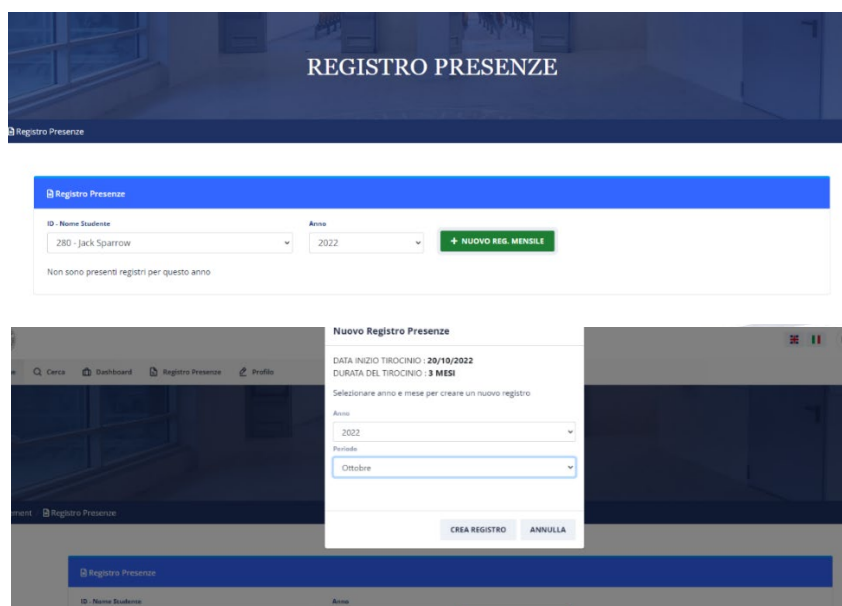 REGISTRO PRESENZE
Registro Presenze
Registro Presenze
ID - Nome Studente
Anno
280 - Jack Sparrow
2022
+ NUOVO REG. MENSILE
Non sono presenti registri per questo anno
Nuovo Registro Presenze
DATA INIZIO TIROCINIO : 20/10/2022
DURATA DEL TIROCINIO : 3 MESI
Cerca
Dashboard
Registro Presenze
Profilo
Selezionare anno e mese per creare un nuovo registro
Anno
2022
Periodo
Ottobre
ment
Registro Presenze
CREA REGISTRO
ANNULLA
Registro Presenze
ID - Nome Studente
Anno